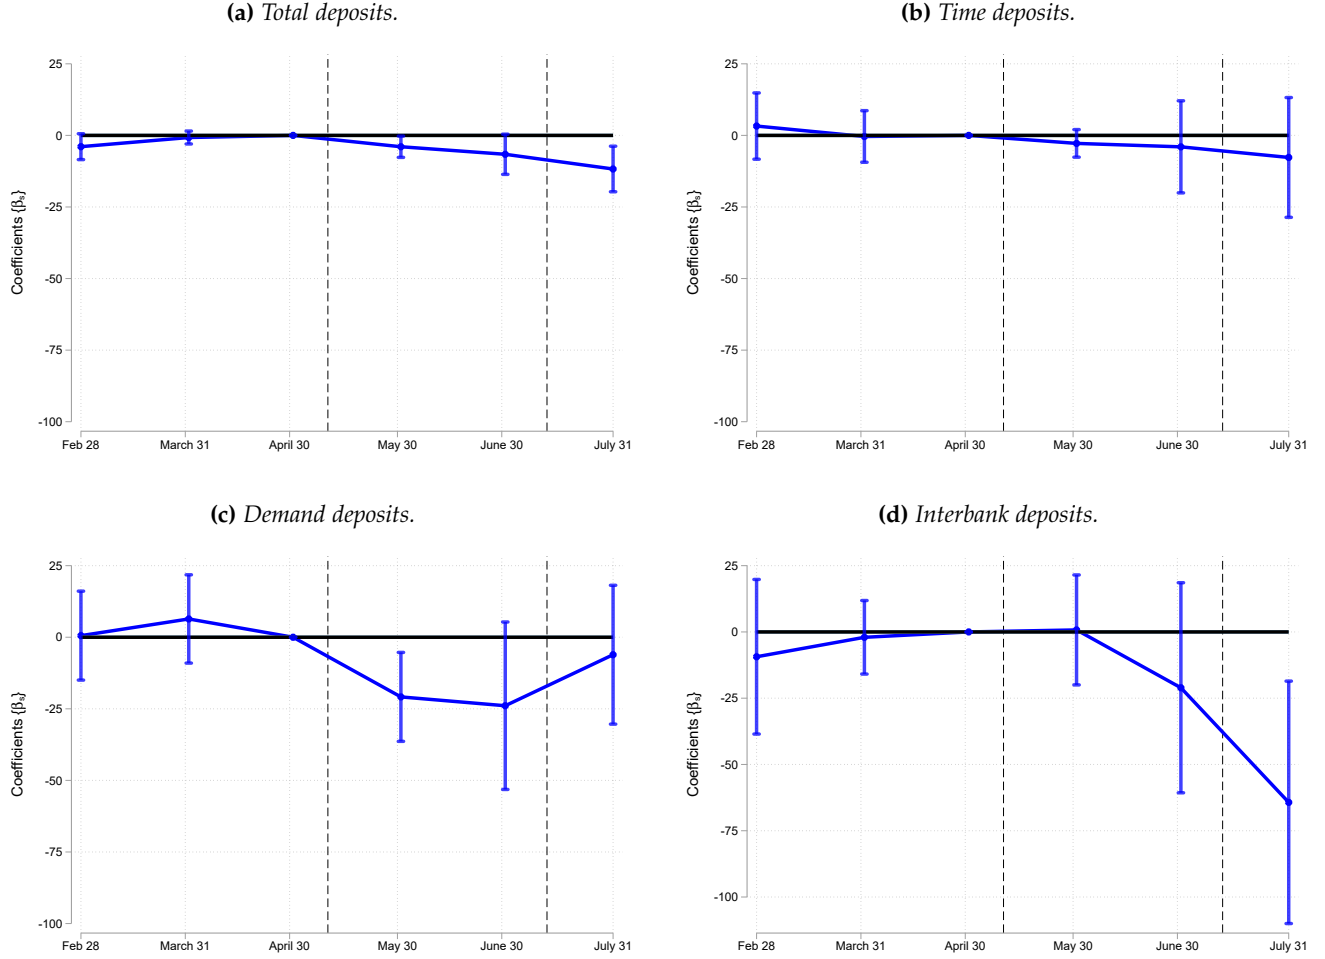 (a) Total deposits.
25
0
-25
-50
-75
-100
Coefficients {βs}
Feb 28 March 31 April 30 May 30 June 30 July 31
(b) Time deposits.
25
0
-25
-50
-75
-100
Coefficients {βs}
Feb 28 March 31 April 30 May 30 June 30 July 31
(c) Demand deposits.
25
0
-25
-50
-75
-100
Coefficients {βs}
Feb 28 March 31 April 30 May 30 June 30 July 31
(d) Interbank deposits.
25
0
-25
-50
-75
-100
Coefficients {βs}
Feb 28 March 31 April 30 May 30 June 30 July 31